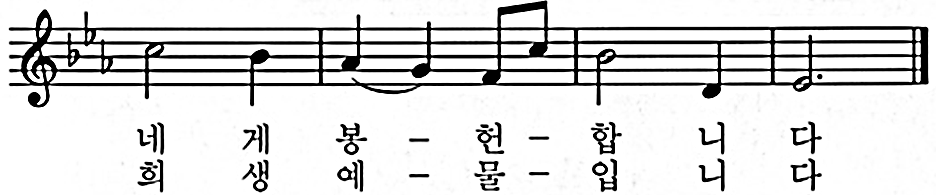 네 게 봉 - 헌 - 합 니 다
희 생 예 - 물 - 입 니 다